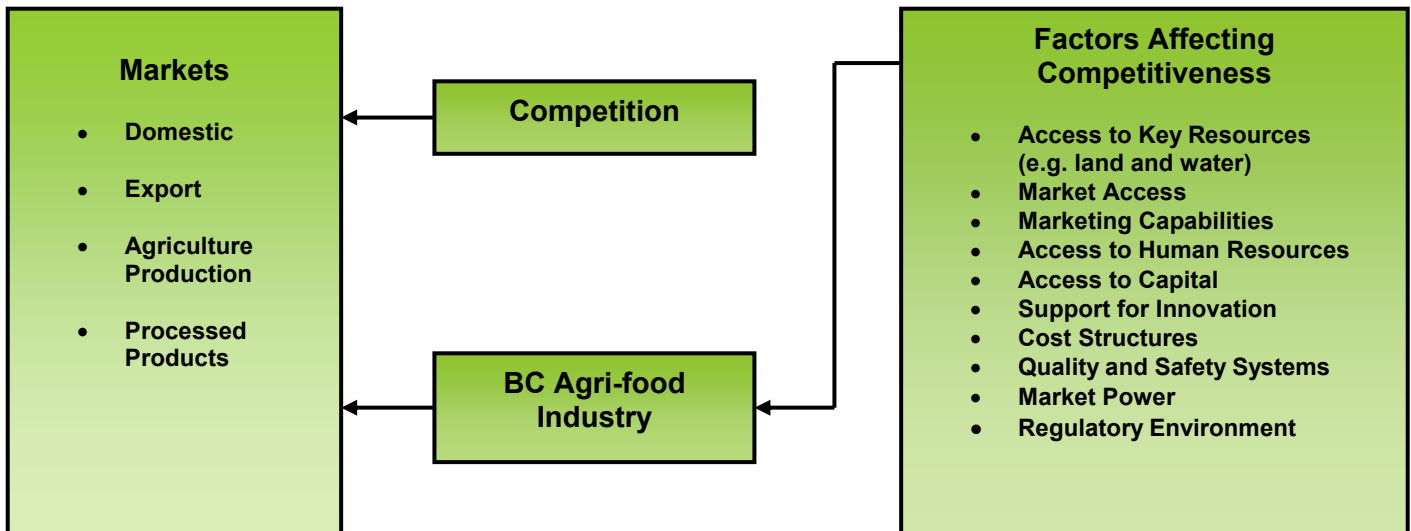 Markets
• Domestic
• Export
• Agriculture
Production
• Processed
Products
Competition
BC Agri-food
Industry
Factors Affecting
Competitiveness
• Access to Key Resources
(e.g. land and water)
• Market Access
• Marketing Capabilities
• Access to Human Resources
• Access to Capital
• Support for Innovation
• Cost Structures
• Quality and Safety Systems
• Market Power
• Regulatory Environment